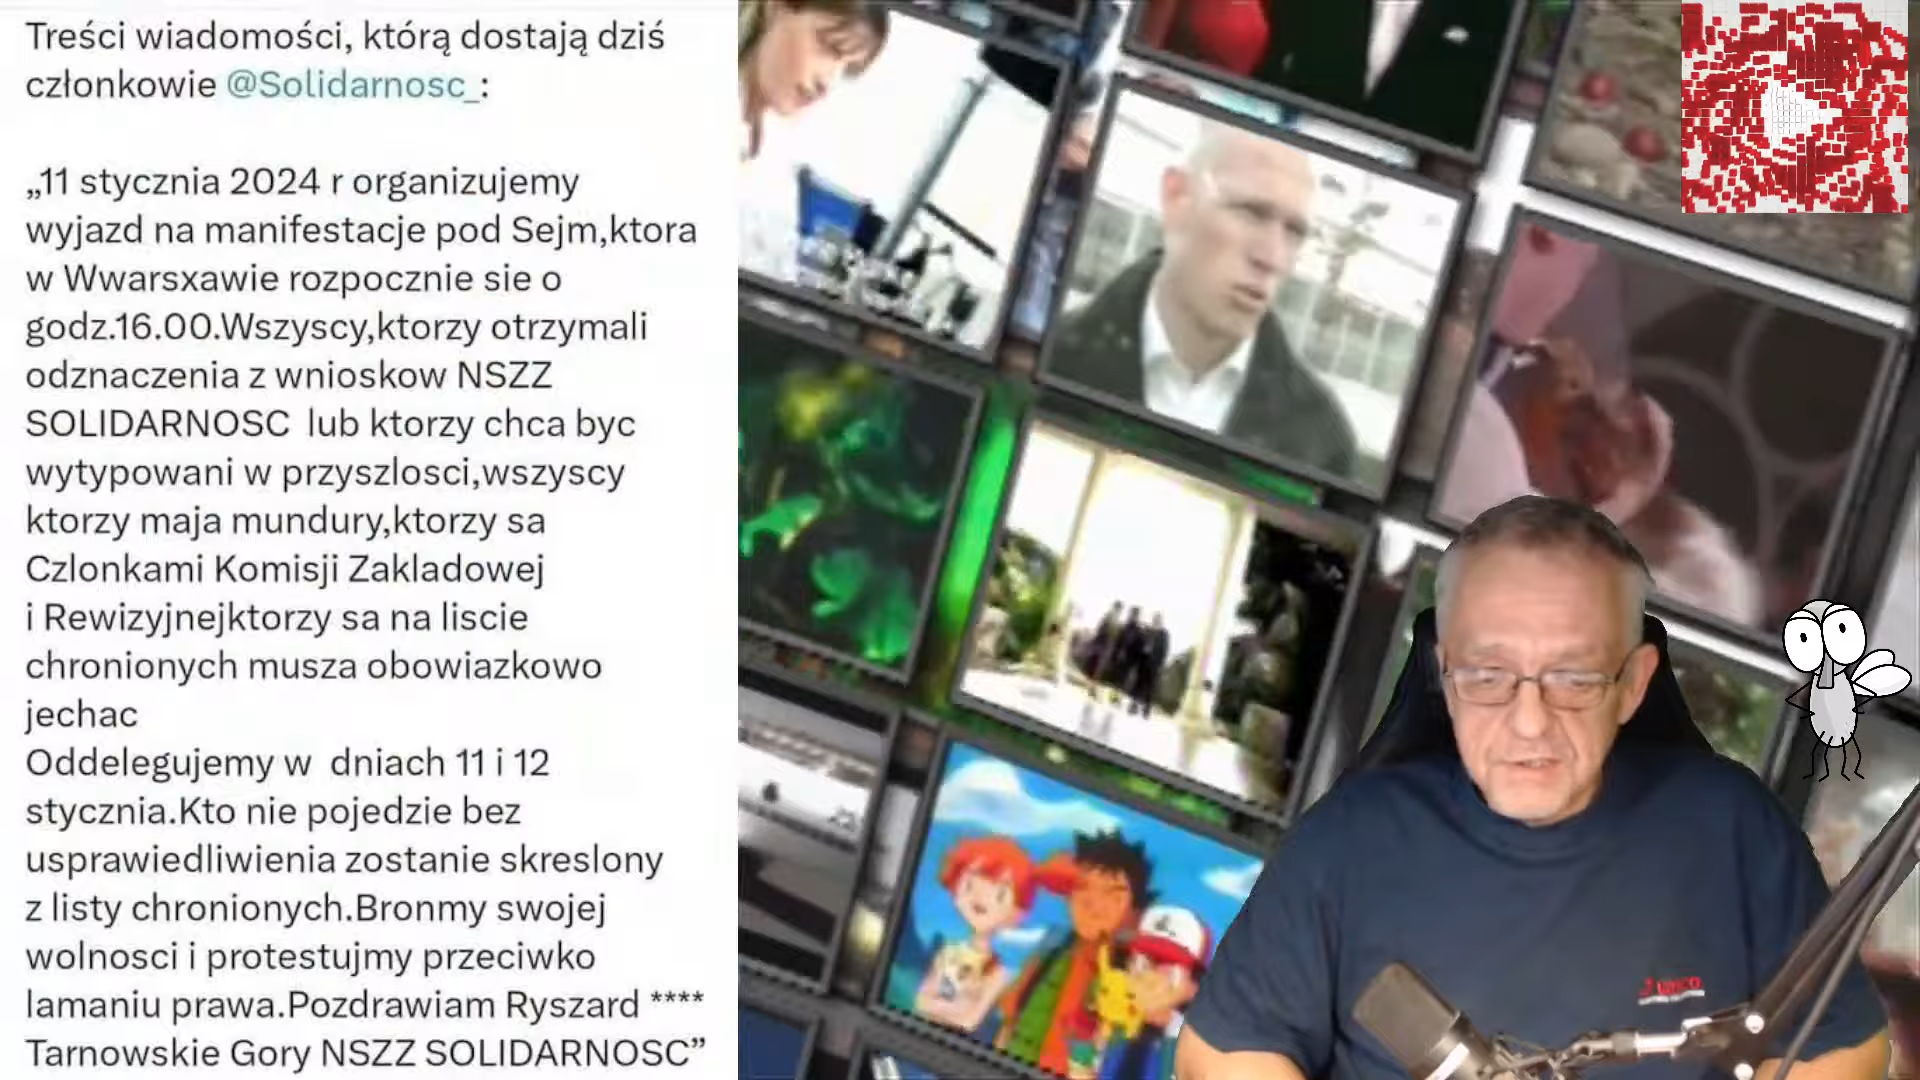 Treści wiadomości, którą dostają dziś
członkowie @Solidarnosc_:
„11 stycznia 2024 r organizujemy
wyjazd na manifestacje pod Sejm,ktora
w Wwarsxawie rozpocznie sie o
godz.16.00.Wszyscy,ktorzy otrzymali
odznaczenia z wnioskow NSZZ
SOLIDARNOSC  lub ktorzy chca byc
wytypowani w przyszlosci,wszyscy
ktorzy maja mundury,ktorzy sa
Czlonkami Komisji Zakladowej
i Rewizyjnejktorzy sa na liscie
chronionych musza obowiazkowo
jechac
Oddelegujemy w  dniach 11 i 12
stycznia.Kto nie pojedzie bez
usprawiedliwienia zostanie skreslony
z listy chronionych.Bronmy swojej
wolnosci i protestujmy przeciwko
lamaniu prawa.Pozdrawiam Ryszard ****
Tarnowskie Gory NSZZ SOLIDARNOSC”